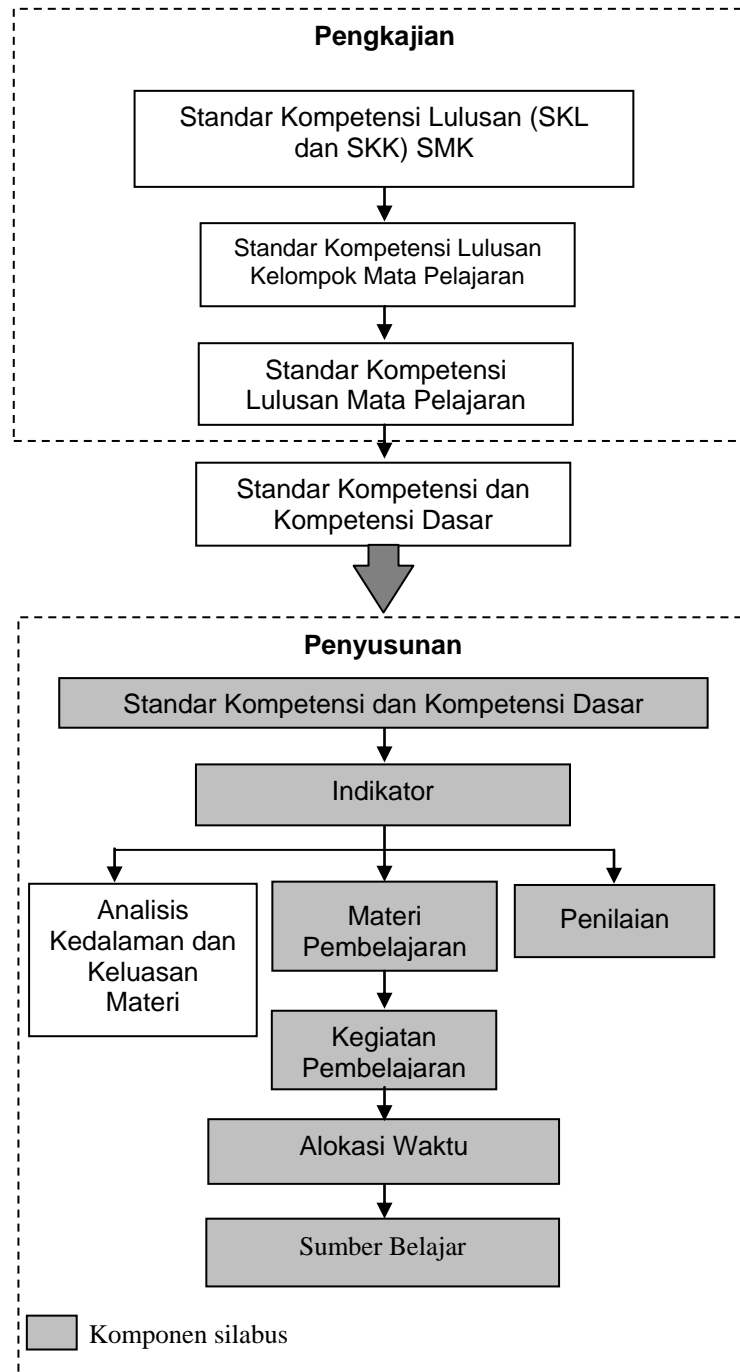 Pengkajian
Standar Kompetensi Lulusan (SKL
dan SKK) SMK
Standar Kompetensi Lulusan
Kelompok Mata Pelajaran
Standar Kompetensi
Lulusan Mata Pelajaran
Standar Kompetensi dan
Kompetensi Dasar
Penyusunan
Standar Kompetensi dan Kompetensi Dasar
Indikator
Analisis
Kedalaman dan
Keluasan
Materi
Materi
Pembelajaran
Penilaian
Kegiatan
Pembelajaran
Alokasi Waktu
Sumber Belajar
Komponen silabus